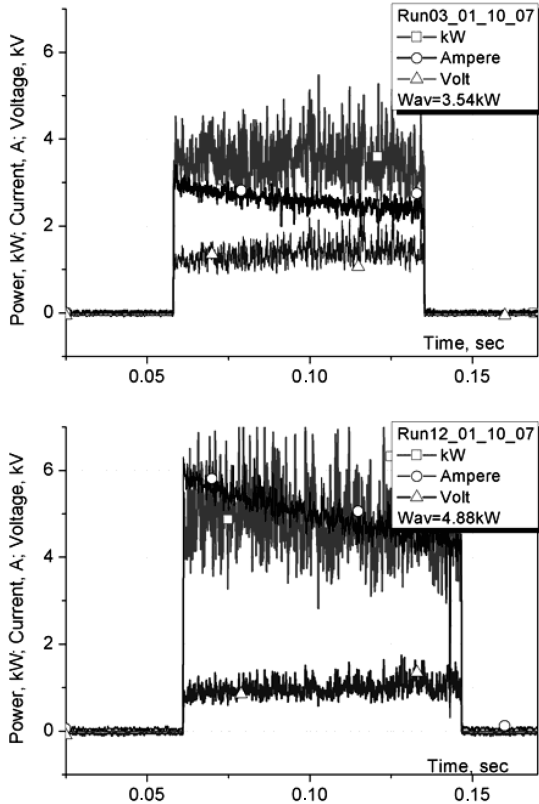 Run03_01_10_07
kW
Ampere
Volt
Wav=3.54kW
Power, kW; Current, A; Voltage, kV
6
4
2
0
Time, sec
0.05
0.10
0.15
Run12_01_10_07
kW
Ampere
Volt
Wav=4.88kW
Power, kW; Current, A; Voltage, kV
6
4
2
0
Time, sec
0.05
0.10
0.15